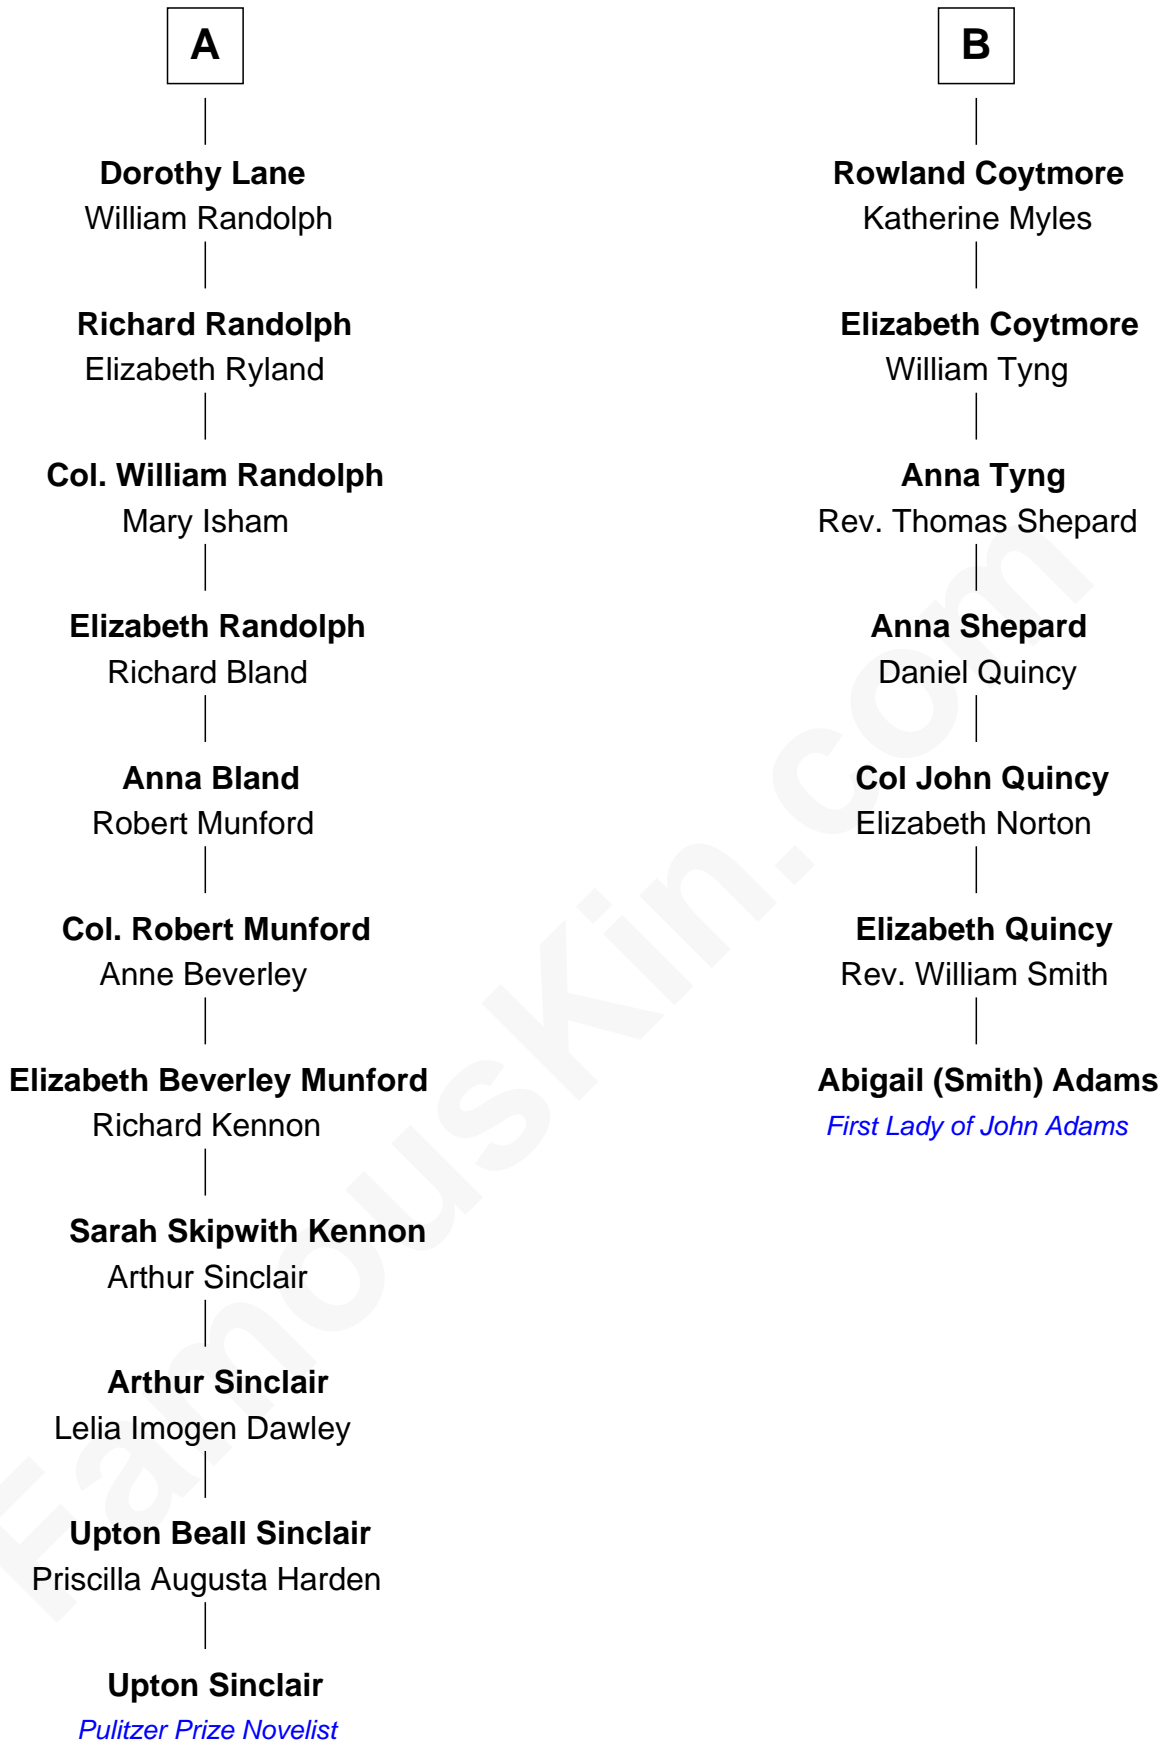 A
Dorothy Lane
William Randolph
Richard Randolph
Elizabeth Ryland
Col. William Randolph
Mary Isham
Elizabeth Randolph
Richard Bland
Anna Bland
Robert Munford
Col. Robert Munford
Anne Beverley
Elizabeth Beverley Munford
Richard Kennon
Sarah Skipwith Kennon
Arthur Sinclair
Arthur Sinclair
Lelia Imogen Dawley
Upton Beall Sinclair
Priscilla Augusta Harden
Upton Sinclair
Pulitzer Prize Novelist
B
Rowland Coytmore
Katherine Myles
Elizabeth Coytmore
William Tyng
Anna Tyng
Rev. Thomas Shepard
Anna Shepard
Daniel Quincy
Col John Quincy
Elizabeth Norton
Elizabeth Quincy
Rev. William Smith
Abigail (Smith) Adams
First Lady of John Adams
FamousKin.com